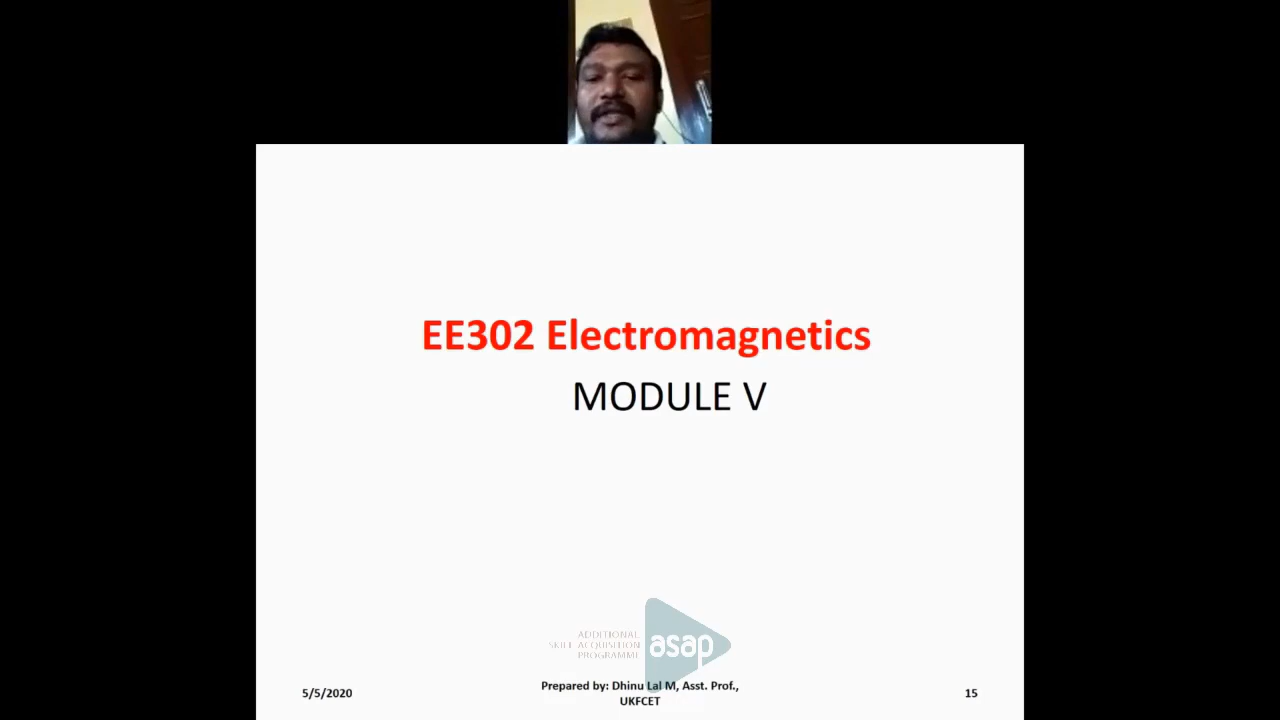 EE302 Electromagnetics
MODULE V
ADDITIONAL
SKILL ACQUISITION
PROGRAMME
asap
5/5/2020
Prepared by: Dhinu Lal M, Asst. Prof.,
UKFCET
15